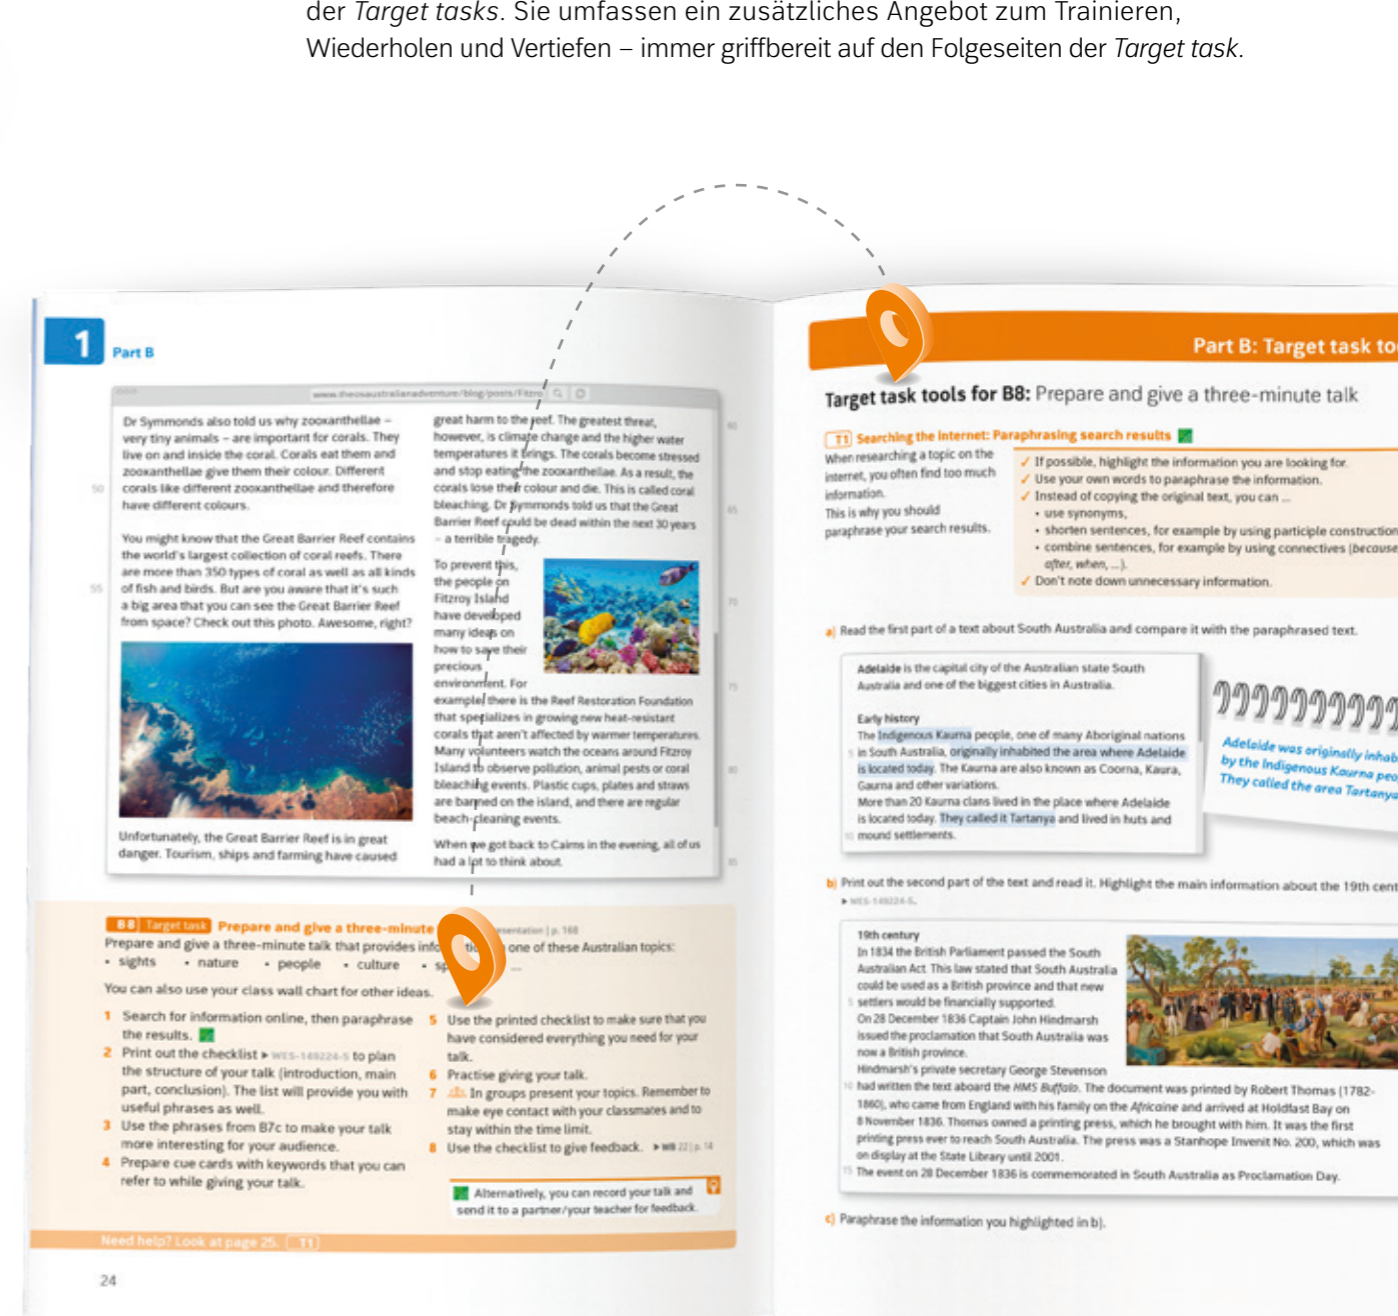 der Target tasks. Sie umfassen ein zusätzliches Angebot zum Trainieren,
Wiederholen und Vertiefen – immer griffbereit auf den Folgeseiten der Target task.
1
Part B
www.theosaustralianadventure/blog/posts/Fitzro
Dr Symmonds also told us why zooxanthellae –
very tiny animals – are important for corals. They
live on and inside the coral. Corals eat them and
zooxanthellae give them their colour. Different
50 corals like different zooxanthellae and therefore
have different colours.
You might know that the Great Barrier Reef contains
the world's largest collection of coral reefs. There
are more than 350 types of coral as well as all kinds
55 of fish and birds. But are you aware that it's such
a big area that you can see the Great Barrier Reef
from space? Check out this photo. Awesome, right?
Unfortunately, the Great Barrier Reef is in great
danger. Tourism, ships and farming have caused
great harm to the reef. The greatest threat, 60
however, is climate change and the higher water
temperatures it brings. The corals become stressed
and stop eating the zooxanthellae. As a result, the
corals lose their colour and die. This is called coral
bleaching. Dr Symmonds told us that the Great 65
Barrier Reef could be dead within the next 30 years
– a terrible tragedy.
To prevent this,
the people on
Fitzroy Island 70
have developed
many ideas on
how to save their
precious
environment. For 75
example there is the Reef Restoration Foundation
that specializes in growing new heat-resistant
corals that aren't affected by warmer temperatures.
Many volunteers watch the oceans around Fitzroy
Island to observe pollution, animal pests or coral 80
bleaching events. Plastic cups, plates and straws
are banned on the island, and there are regular
beach-cleaning events.
When we got back to Cairns in the evening, all of us
had a lot to think about. 85
B8 Target task Prepare and give a three-minute sentation | p. 168
Prepare and give a three-minute talk that provides info one of these Australian topics:
• sights • nature • people • culture • sp ...
You can also use your class wall chart for other ideas.
1 Search for information online, then paraphrase
the results.
2 Print out the checklist ▸ WES-149224-5 to plan
the structure of your talk (introduction, main
part, conclusion). The list will provide you with
useful phrases as well.
3 Use the phrases from B7c to make your talk
more interesting for your audience.
4 Prepare cue cards with keywords that you can
refer to while giving your talk.
5 Use the printed checklist to make sure that you
have considered everything you need for your
talk.
6 Practise giving your talk.
7 In groups present your topics. Remember to
make eye contact with your classmates and to
stay within the time limit.
8 Use the checklist to give feedback. ▸ WB 22 | p. 14
Alternatively, you can record your talk and
send it to a partner/your teacher for feedback.
Need help? Look at page 25. T1
24
Part B: Target task to
Target task tools for B8: Prepare and give a three-minute talk
T1 Searching the internet: Paraphrasing search results
When researching a topic on the
internet, you often find too much
information.
This is why you should
paraphrase your search results.
✓ If possible, highlight the information you are looking for.
✓ Use your own words to paraphrase the information.
✓ Instead of copying the original text, you can ...
• use synonyms,
• shorten sentences, for example by using participle construction
• combine sentences, for example by using connectives (because
after, when, ...).
✓ Don't note down unnecessary information.
a) Read the first part of a text about South Australia and compare it with the paraphrased text.
Adelaide is the capital city of the Australian state South
Australia and one of the biggest cities in Australia.
Early history
The Indigenous Kaurna people, one of many Aboriginal nations
5 in South Australia, originally inhabited the area where Adelaide
is located today. The Kaurna are also known as Coorna, Kaura,
Gaurna and other variations.
More than 20 Kaurna clans lived in the place where Adelaide
is located today. They called it Tartanya and lived in huts and
10 mound settlements.
Adelaide was originally inhab
by the Indigenous Kaurna peo
They called the area Tartanya
b) Print out the second part of the text and read it. Highlight the main information about the 19th cent
▸ WES-149224-5.
19th century
In 1834 the British Parliament passed the South
Australian Act. This law stated that South Australia
could be used as a British province and that new
5 settlers would be financially supported.
On 28 December 1836 Captain John Hindmarsh
issued the proclamation that South Australia was
now a British province.
Hindmarsh's private secretary George Stevenson
10 had written the text aboard the HMS Buffalo. The document was printed by Robert Thomas (1782-
1860), who came from England with his family on the Africaine and arrived at Holdfast Bay on
8 November 1836. Thomas owned a printing press, which he brought with him. It was the first
printing press ever to reach South Australia. The press was a Stanhope Invenit No. 200, which was
on display at the State Library until 2001.
15 The event on 28 December 1836 is commemorated in South Australia as Proclamation Day.
c) Paraphrase the information you highlighted in b).